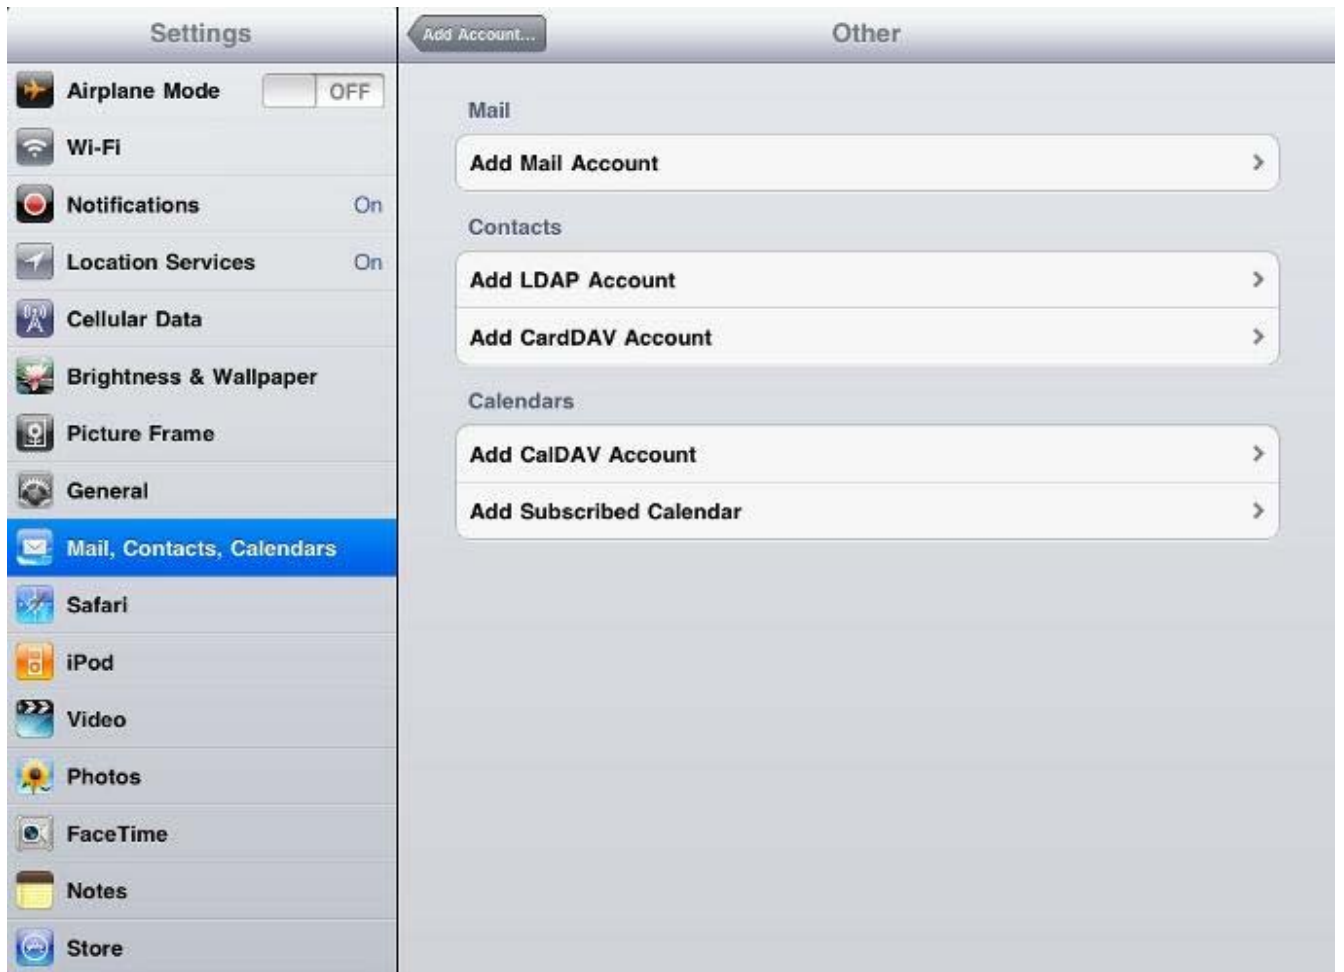 Settings
Airplane Mode OFF
Wi-Fi
Notifications On
Location Services On
Cellular Data
Brightness & Wallpaper
Picture Frame
General
Mail, Contacts, Calendars
Safari
iPod
Video
Photos
FaceTime
Notes
Store
Add Account...
Other
Mail
Add Mail Account
Contacts
Add LDAP Account
Add CardDAV Account
Calendars
Add CalDAV Account
Add Subscribed Calendar